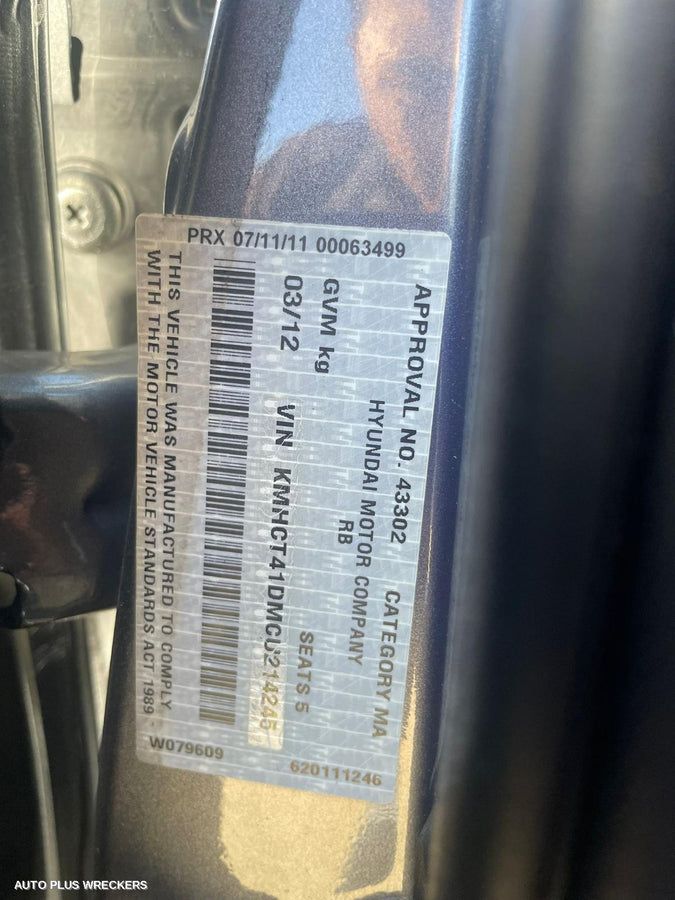 PRX 07/11/11 00063499
APPROVAL NO. 43302 CATEGORY MA
HYUNDAI MOTOR COMPANY
RB
GVM kg SEATS 5
03/12 VIN KMHCT41DMCU214245
THIS VEHICLE WAS MANUFACTURED TO COMPLY
WITH THE MOTOR VEHICLE STANDARDS ACT 1989
W079609
620111246
AUTO PLUS WRECKERS